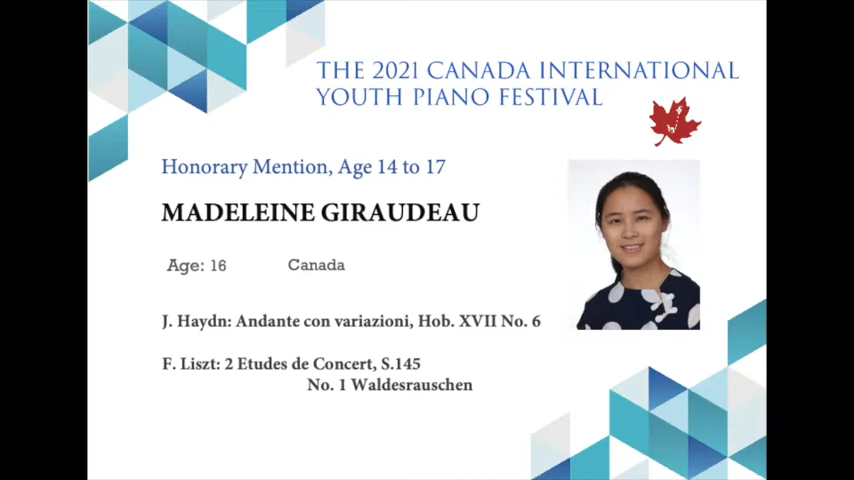 THE 2021 CANADA INTERNATIONAL
YOUTH PIANO FESTIVAL
Honorary Mention, Age 14 to 17
MADELEINE GIRAUDEAU
Age: 16 Canada
J. Haydn: Andante con variazioni, Hob. XVII No. 6
F. Liszt: 2 Etudes de Concert, S.145
No. 1 Waldesrauschen